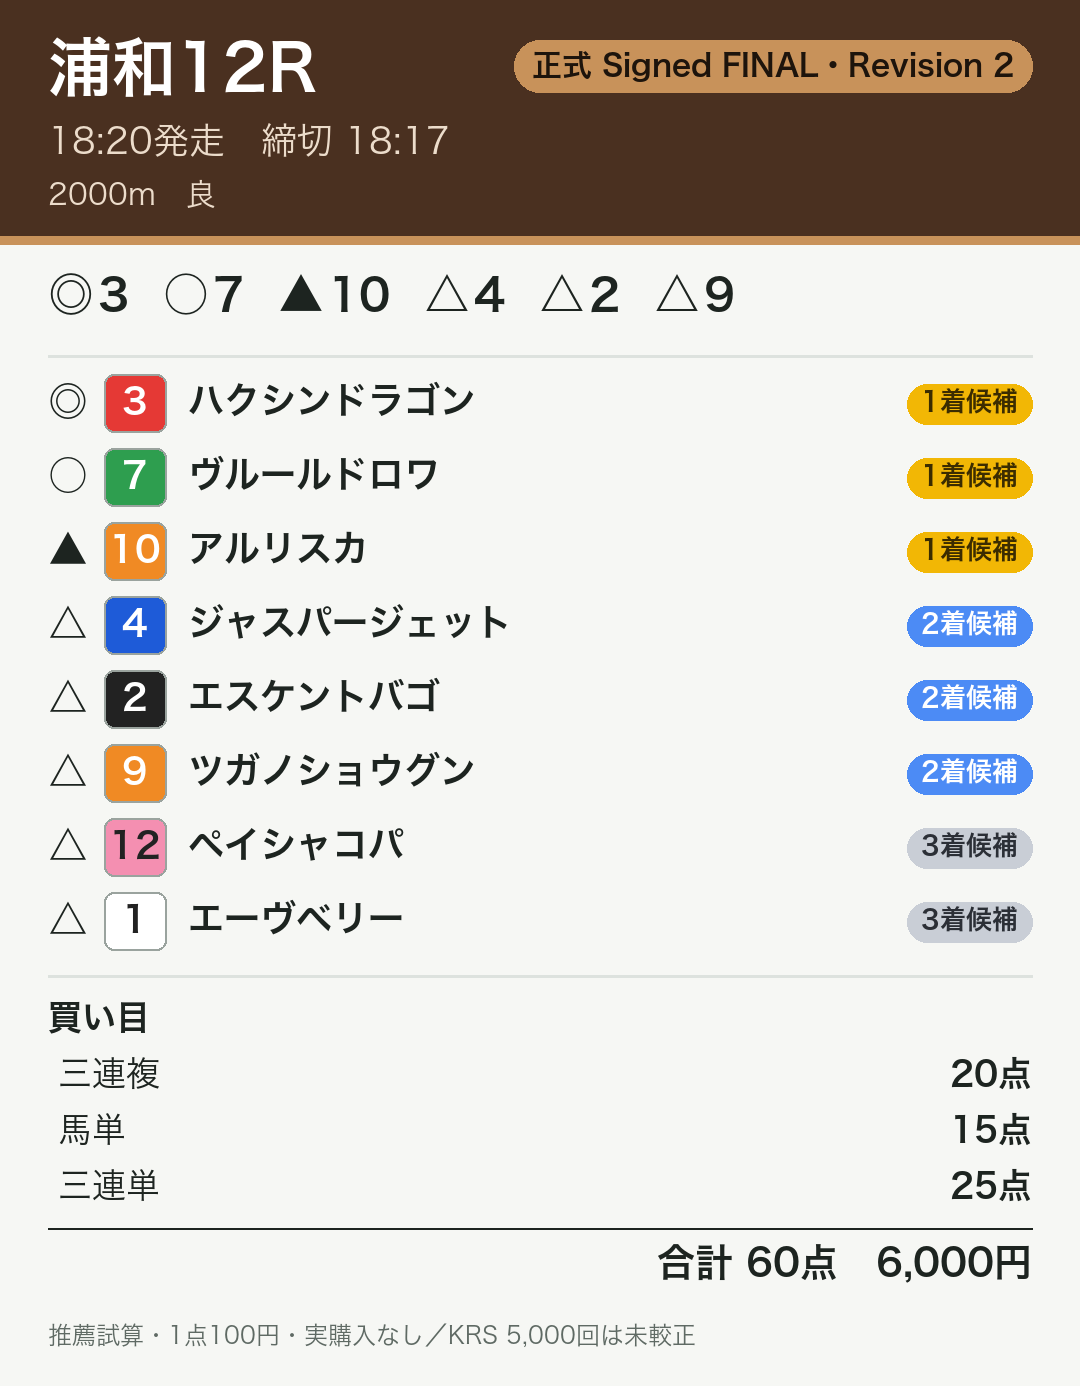 浦和12R
正式 Signed FINAL・Revision 2
18:20発走　締切 18:17
2000m　良
◎3 ○7 ▲10 △4 △2 △9
◎ 3 ハクシンドラゴン 1着候補
○ 7 ヴルールドロワ 1着候補
▲ 10 アルリスカ 1着候補
△ 4 ジャスパージェット 2着候補
△ 2 エスケントバゴ 2着候補
△ 9 ツガノショウグン 2着候補
△ 12 ペイシャコパ 3着候補
△ 1 エーヴベリー 3着候補
買い目
三連複 20点
馬単 15点
三連単 25点
合計 60点　6,000円
推薦試算・1点100円・実購入なし／KRS 5,000回は未較正